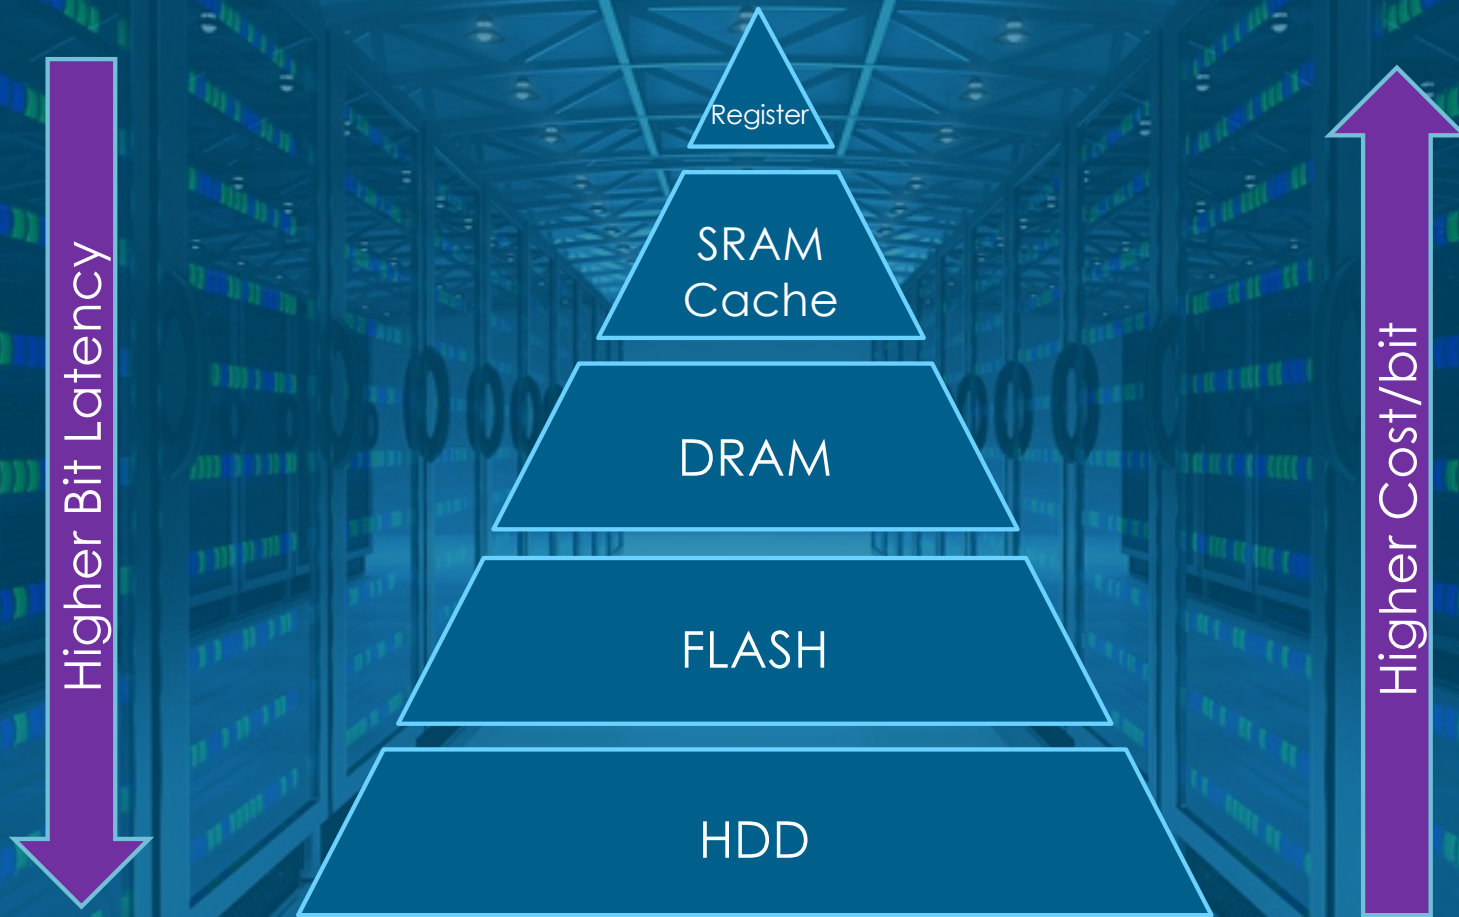 Register
SRAM
Cache
DRAM
FLASH
HDD
Higher Bit Latency
Higher Cost/bit